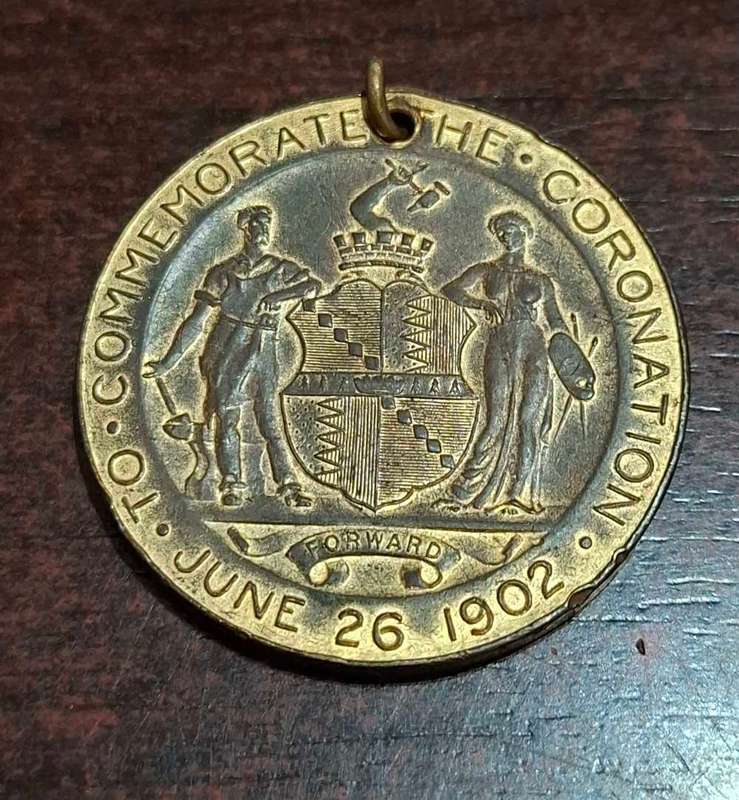 TO · COMMEMORATE THE · CORONATION ·
JUNE 26 1902 ·
FORWARD